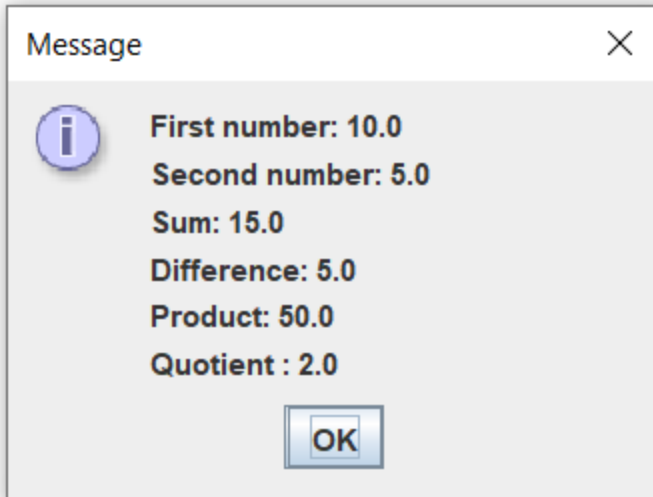 Message
First number: 10.0
Second number: 5.0
Sum: 15.0
Difference: 5.0
Product: 50.0
Quotient : 2.0
OK